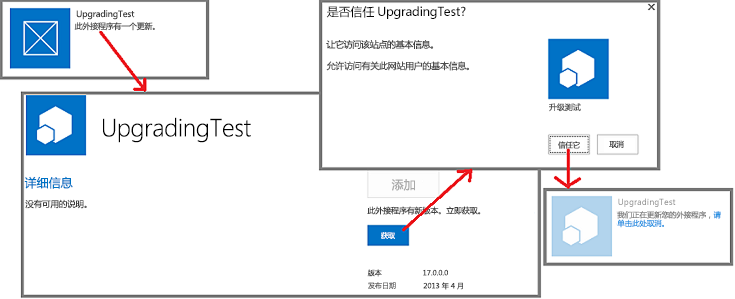 UpgradingTest
此外接程序有一个更新。
UpgradingTest
详细信息
没有可用的说明。
添加
此外接程序有新版本。立即获取。
获取
版本 17.0.0.0
发布日期 2013 年 4 月
是否信任 UpgradingTest?
让它访问该站点的基本信息。
允许访问有关此网站用户的基本信息。
升级测试
信任它 取消
UpgradingTest
我们正在更新您的外接程序，请
单击此处取消。